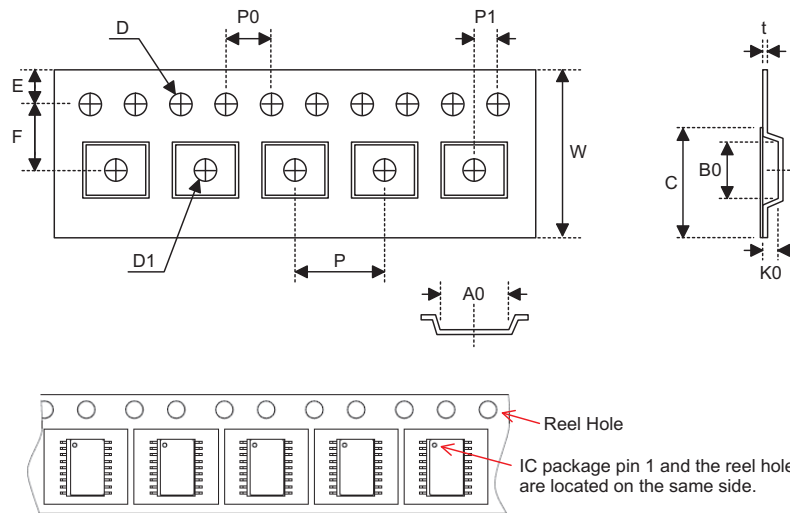 P0
P1
t
D
E
F
W
C
B0
D1
P
K0
A0
Reel Hole
IC package pin 1 and the reel hole
are located on the same side.